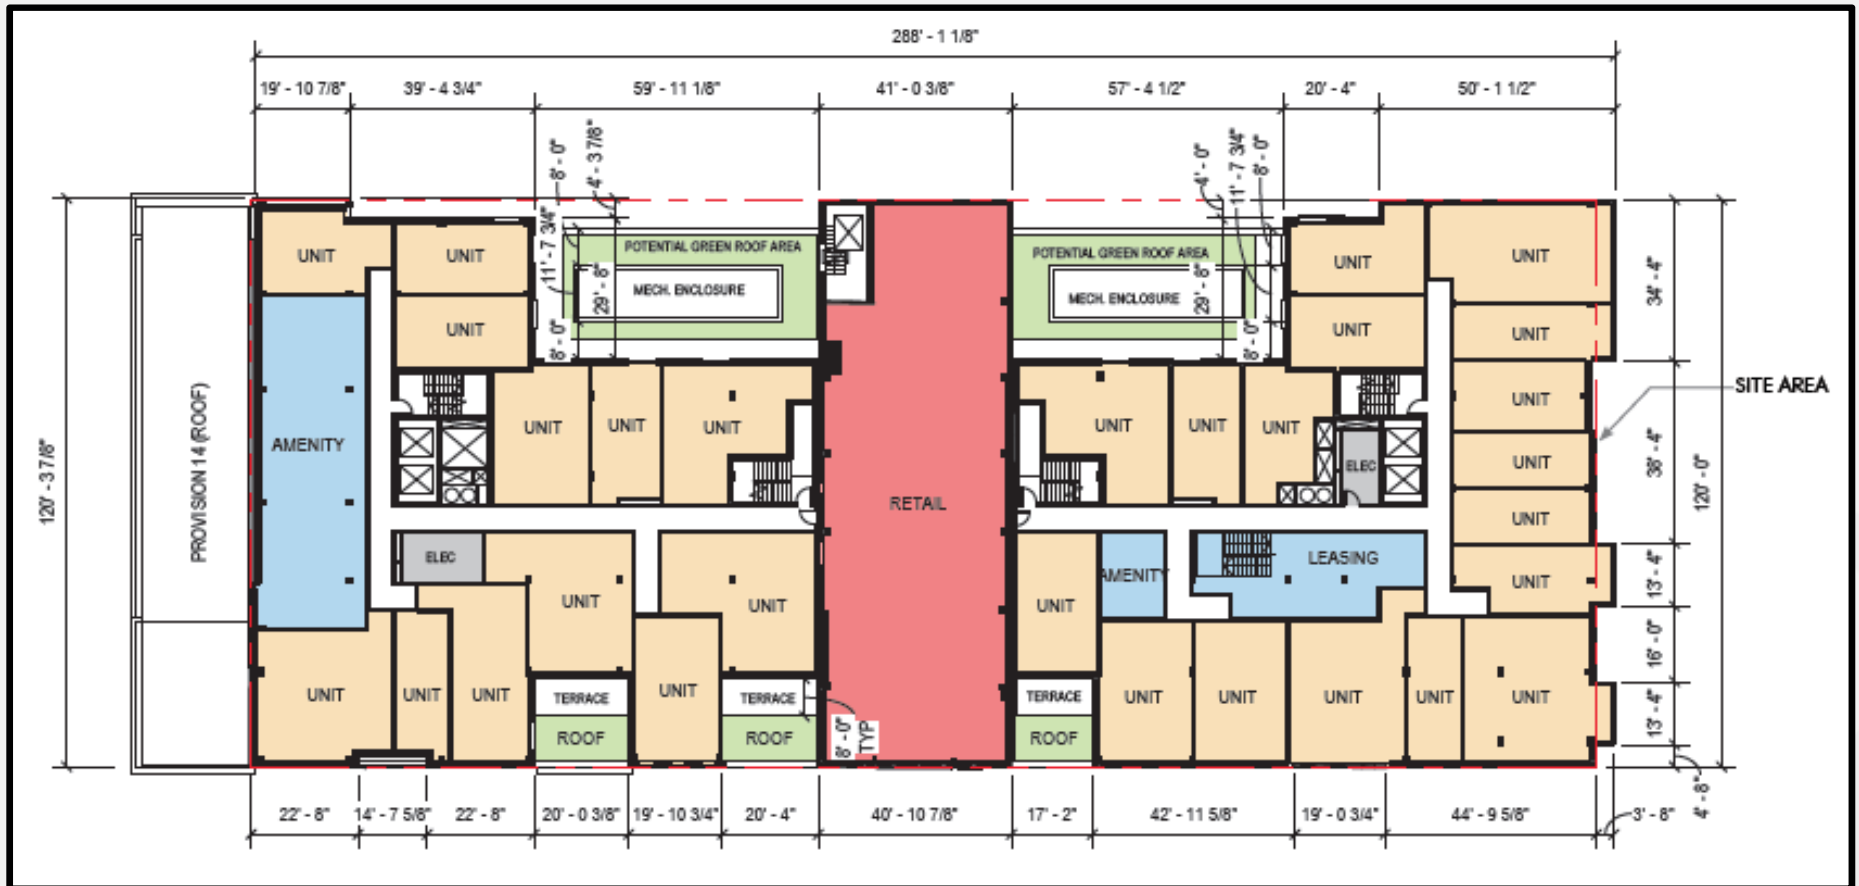 288' - 1 1/8"
19' - 10 7/8"
39' - 4 3/4"
59' - 11 1/8"
41' - 0 3/8"
57' - 4 1/2"
20' - 4"
50' - 1 1/2"
8' - 0"
4' - 3 7/8"
11' - 7 3/4"
29' - 8"
8' - 0"
4' - 0"
11' - 7 3/4"
8' - 0"
29' - 8"
8' - 0"
UNIT
UNIT
POTENTIAL GREEN ROOF AREA
POTENTIAL GREEN ROOF AREA
UNIT
UNIT
MECH. ENCLOSURE
MECH. ENCLOSURE
UNIT
UNIT
UNIT
34' - 4"
SITE AREA
UNIT
PROVISION 14 (ROOF)
AMENITY
UNIT
UNIT
UNIT
UNIT
UNIT
UNIT
ELEC
UNIT
38' - 4"
120' - 3 7/8"
120' - 0"
RETAIL
UNIT
ELEC
AMENITY
LEASING
UNIT
13' - 4"
UNIT
UNIT
UNIT
16' - 0"
UNIT
UNIT
UNIT
TERRACE
UNIT
TERRACE
TERRACE
UNIT
UNIT
UNIT
UNIT
UNIT
13' - 4"
ROOF
ROOF
8' - 0"
TYP
ROOF
4' - 8"
22' - 8"
14' - 7 5/8"
22' - 8"
20' - 0 3/8"
19' - 10 3/4"
20' - 4"
40' - 10 7/8"
17' - 2"
42' - 11 5/8"
19' - 0 3/4"
44' - 9 5/8"
3' - 8"